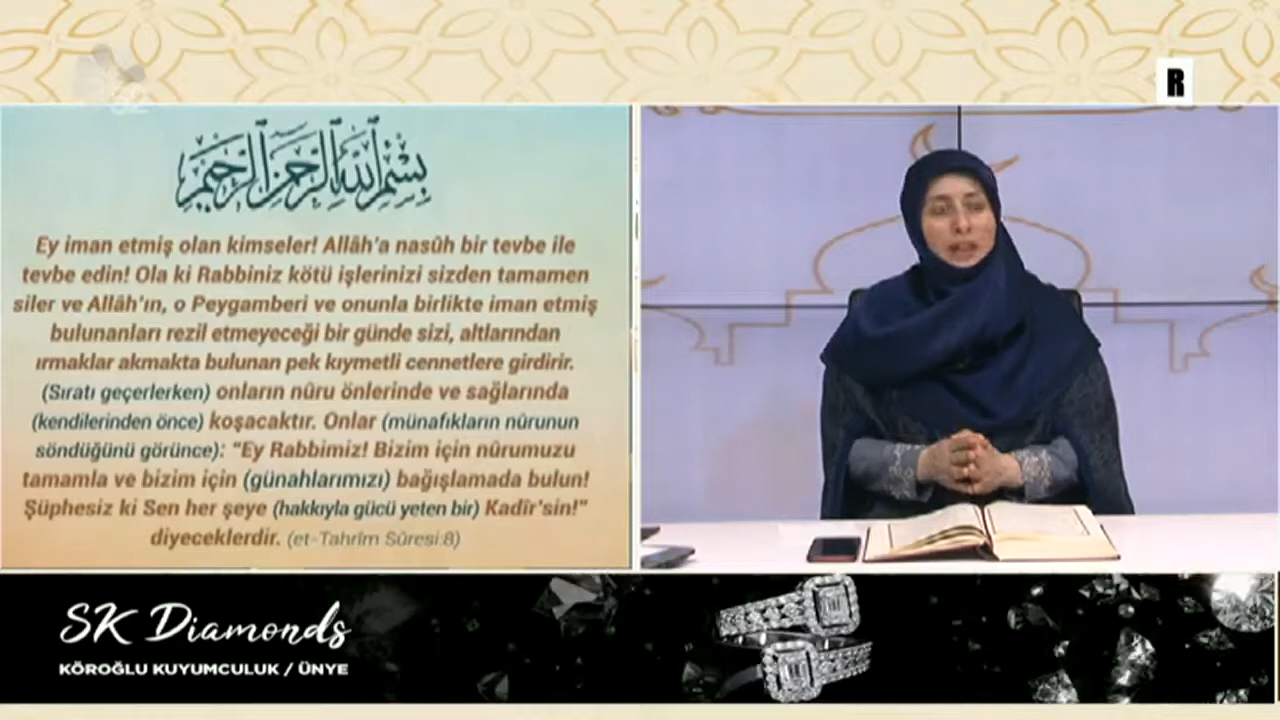 52
R
بِسْمِ اللهِ الرَّحْمٰنِ الرَّحِيمِ
Ey iman etmiş olan kimseler! Allâh'a nasûh bir tevbe ile
tevbe edin! Ola ki Rabbiniz kötü işlerinizi sizden tamamen
siler ve Allâh'ın, o Peygamberi ve onunla birlikte iman etmiş
bulunanları rezil etmeyeceği bir günde sizi, altlarından
ırmaklar akmakta bulunan pek kıymetli cennetlere girdirir.
(Sıratı geçerlerken) onların nûru önlerinde ve sağlarında
(kendilerinden önce) koşacaktır. Onlar (münafıkların nûrunun
söndüğünü görünce): "Ey Rabbimiz! Bizim için nûrumuzu
tamamla ve bizim için (günahlarımızı) bağışlamada bulun!
Şüphesiz ki Sen her şeye (hakkıyla gücü yeten bir) Kadîr'sin!"
diyeceklerdir. (et-Tahrîm Sûresi:8)
SK Diamonds
KÖROĞLU KUYUMCULUK / ÜNYE